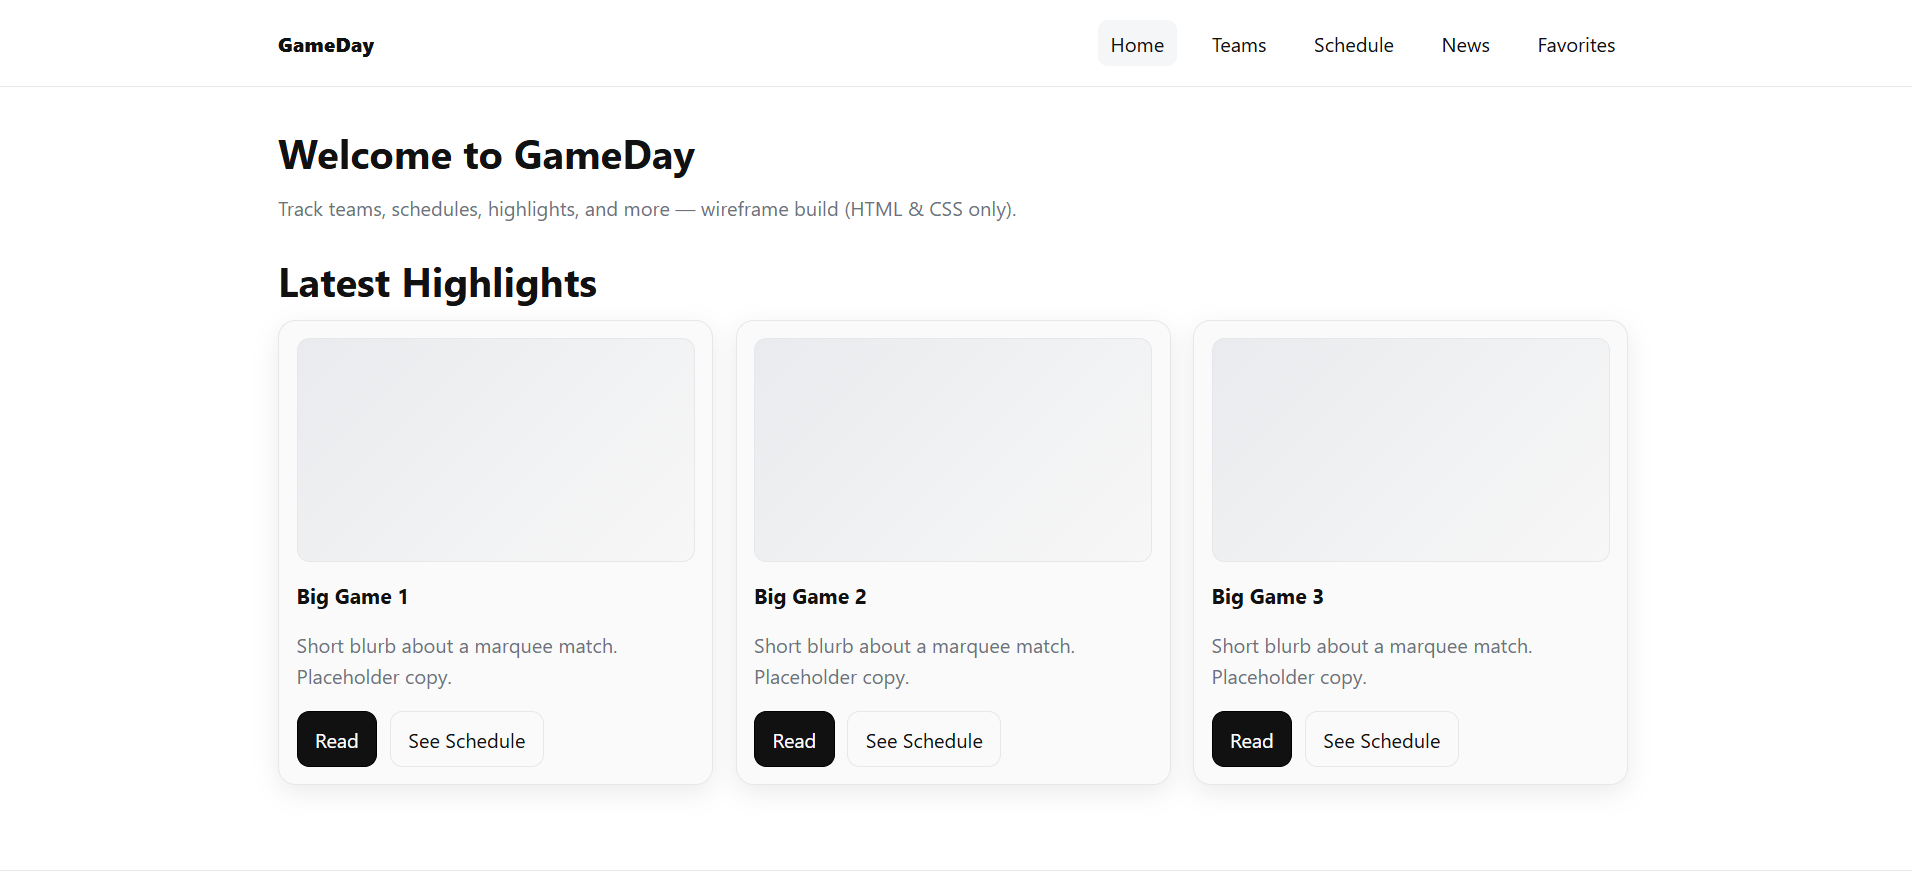 GameDay
Home
Teams
Schedule
News
Favorites
Welcome to GameDay
Track teams, schedules, highlights, and more — wireframe build (HTML & CSS only).
Latest Highlights
Big Game 1
Short blurb about a marquee match.
Placeholder copy.
Read
See Schedule
Big Game 2
Short blurb about a marquee match.
Placeholder copy.
Read
See Schedule
Big Game 3
Short blurb about a marquee match.
Placeholder copy.
Read
See Schedule